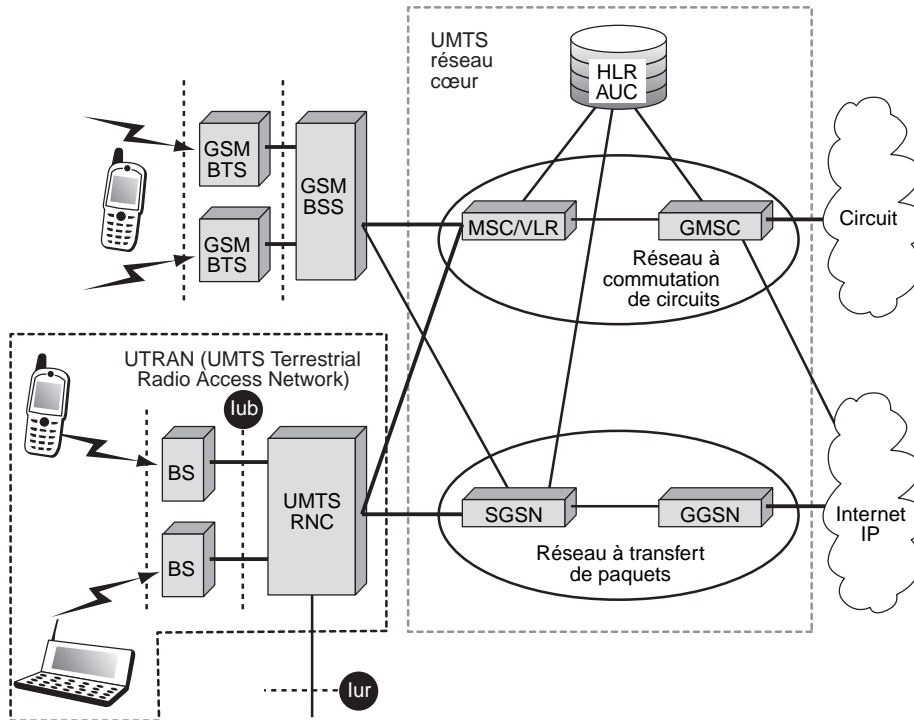 UMTS
réseau
cœur
HLR
AUC
GSM
BTS
GSM
BSS
GSM
BTS
MSC/VLR
GMSC
Circuit
Réseau à
commutation
de circuits
UTRAN (UMTS Terrestrial
Radio Access Network)
Iub
BS
UMTS
RNC
BS
SGSN
GGSN
Internet
IP
Réseau à transfert
de paquets
Iur